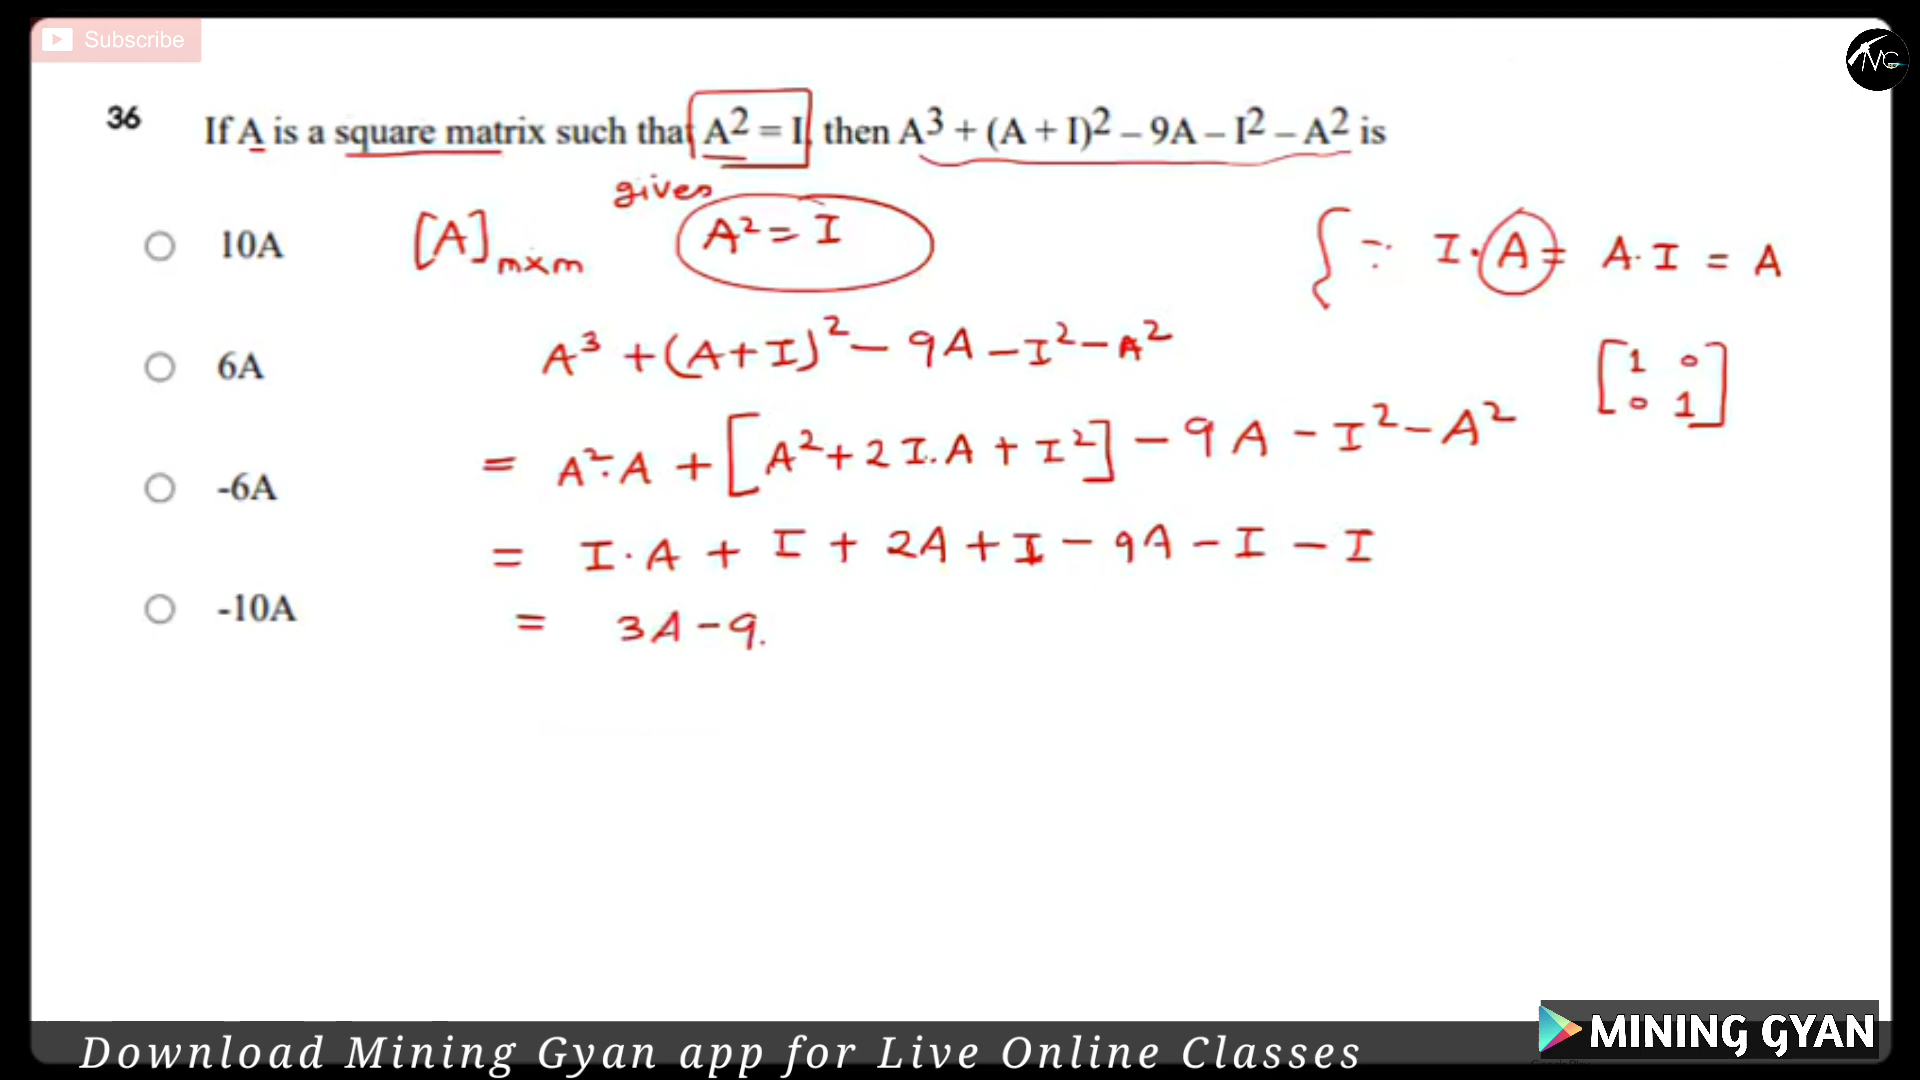 Subscribe
NG
36 If A is a square matrix such that A² = I, then A³ + (A + I)² – 9A – I² – A² is
gives
10A
[A]m×m
A² = I
{ ∵ I·A = A·I = A
A³ + (A+I)² – 9A – I² – A²
[1 0
0 1]
6A
= A²·A + [A² + 2I.A + I²] – 9A – I² – A²
-6A
= I·A + I + 2A + I – 9A – I – I
-10A
= 3A – 9.
Download Mining Gyan app for Live Online Classes
MINING GYAN